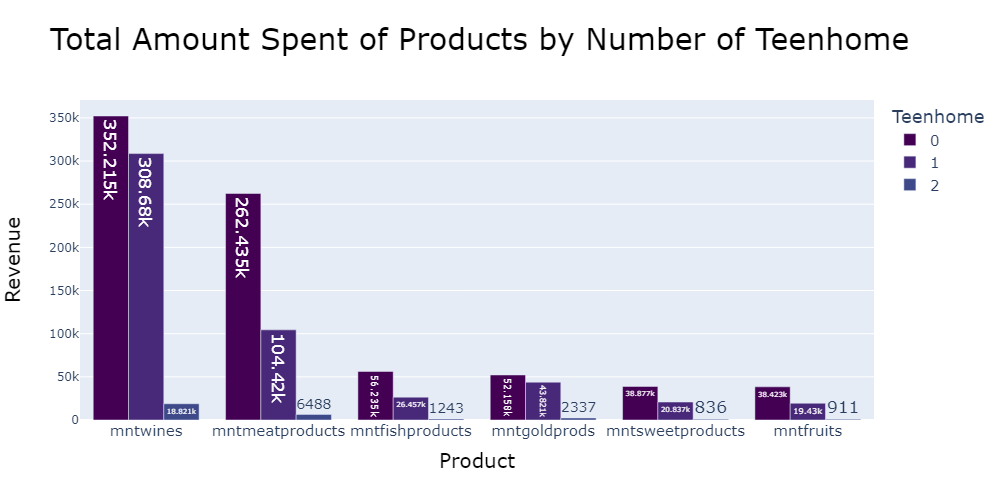 Total Amount Spent of Products by Number of Teenhome
Teenhome
0
1
2
Revenue
350k
300k
250k
200k
150k
100k
50k
0
352.215k
308.68k
18.821k
262.435k
104.42k
6488
56.235k
26.457k
1243
52.158k
43.821k
2337
38.877k
20.837k
836
38.423k
19.43k
911
mntwines
mntmeatproducts
mntfishproducts
mntgoldprods
mntsweetproducts
mntfruits
Product